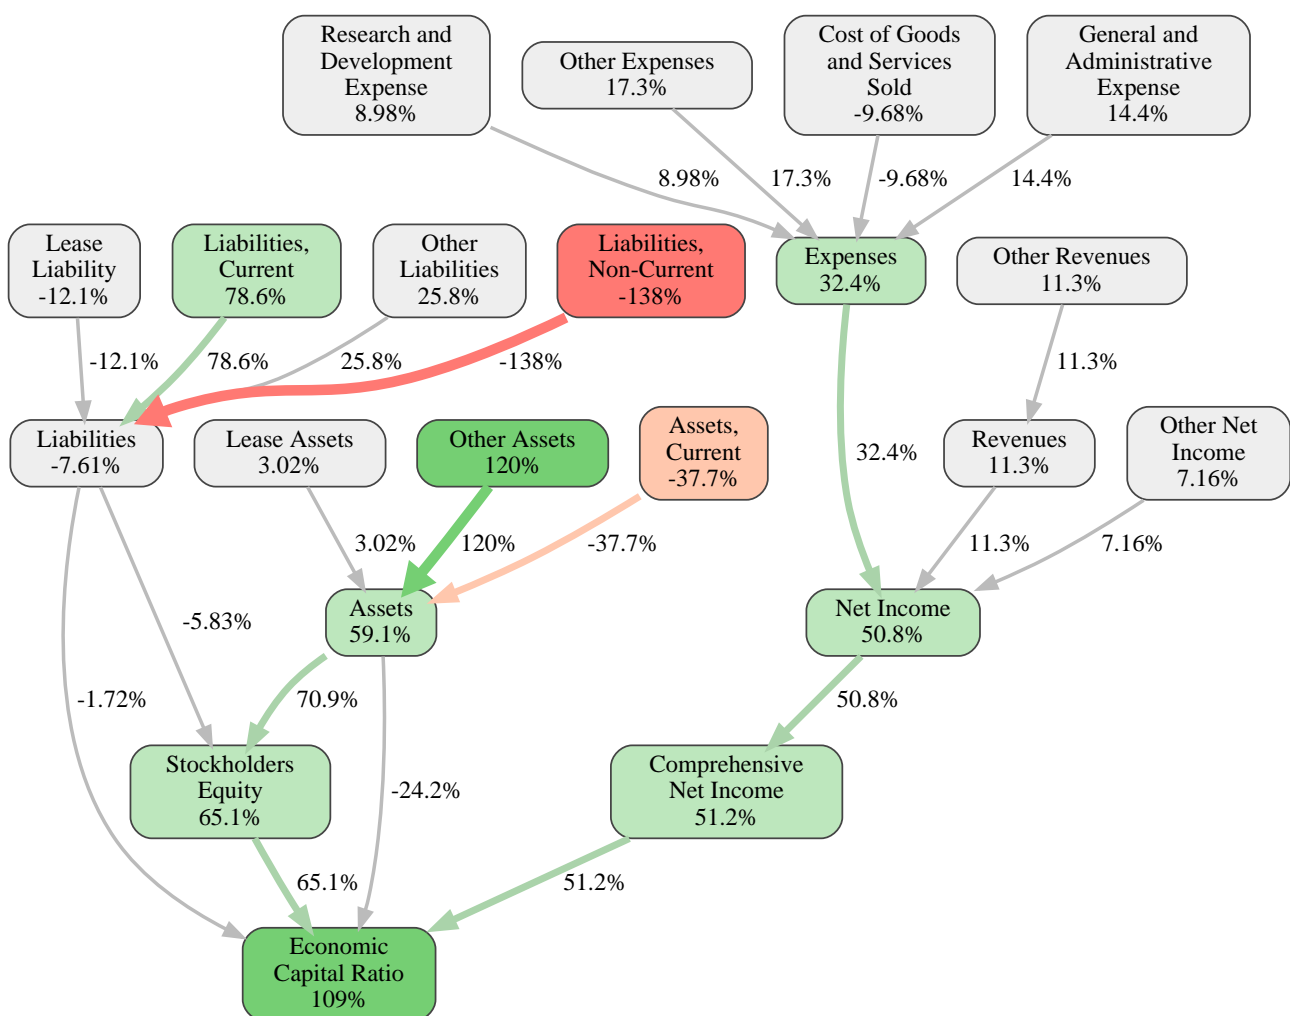 Research and
Development
Expense
8.98%
Other Expenses
17.3%
Cost of Goods
and Services
Sold
-9.68%
General and
Administrative
Expense
14.4%
8.98%
17.3%
-9.68%
14.4%
Lease
Liability
-12.1%
Liabilities,
Current
78.6%
Other
Liabilities
25.8%
Liabilities,
Non-Current
-138%
Expenses
32.4%
Other Revenues
11.3%
-12.1%
78.6%
25.8%
-138%
11.3%
Liabilities
-7.61%
Lease Assets
3.02%
Other Assets
120%
Assets,
Current
-37.7%
32.4%
Revenues
11.3%
Other Net
Income
7.16%
3.02%
120%
-37.7%
11.3%
7.16%
-5.83%
Assets
59.1%
Net Income
50.8%
-1.72%
70.9%
50.8%
Stockholders
Equity
65.1%
-24.2%
Comprehensive
Net Income
51.2%
65.1%
51.2%
Economic
Capital Ratio
109%